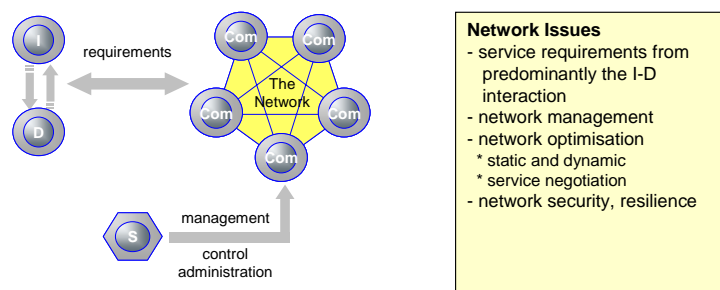 I
D
requirements
Com
Com
Com
Com
Com
The
Network
S
management
control
administration
Network Issues
- service requirements from
predominantly the I-D
interaction
- network management
- network optimisation
* static and dynamic
* service negotiation
- network security, resilience